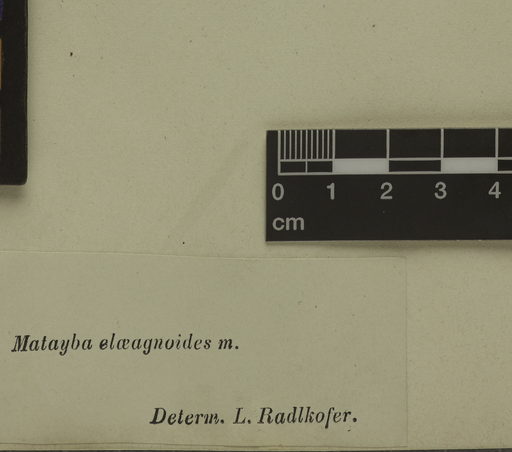 0 1 2 3 4
cm
Matayba elæagnoides m.
Determ. L. Radlkofer.